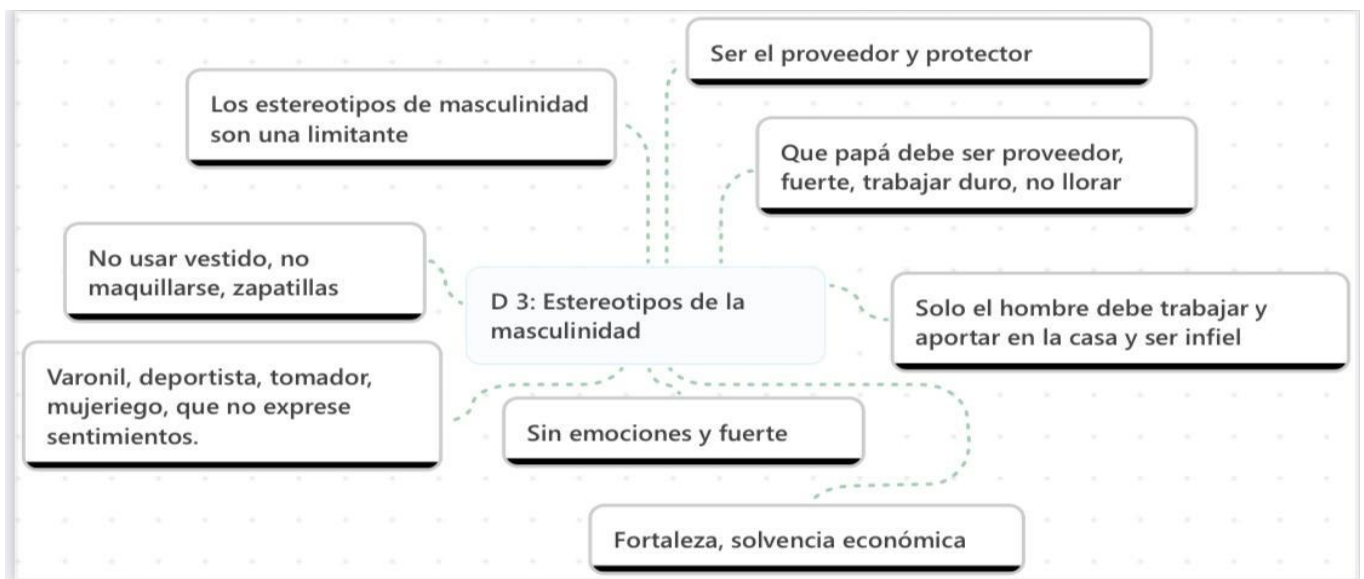 Ser el proveedor y protector
Los estereotipos de masculinidad
son una limitante
Que papá debe ser proveedor,
fuerte, trabajar duro, no llorar
No usar vestido, no
maquillarse, zapatillas
D 3: Estereotipos de la
masculinidad
Solo el hombre debe trabajar y
aportar en la casa y ser infiel
Varonil, deportista, tomador,
mujeriego, que no exprese
sentimientos.
Sin emociones y fuerte
Fortaleza, solvencia económica